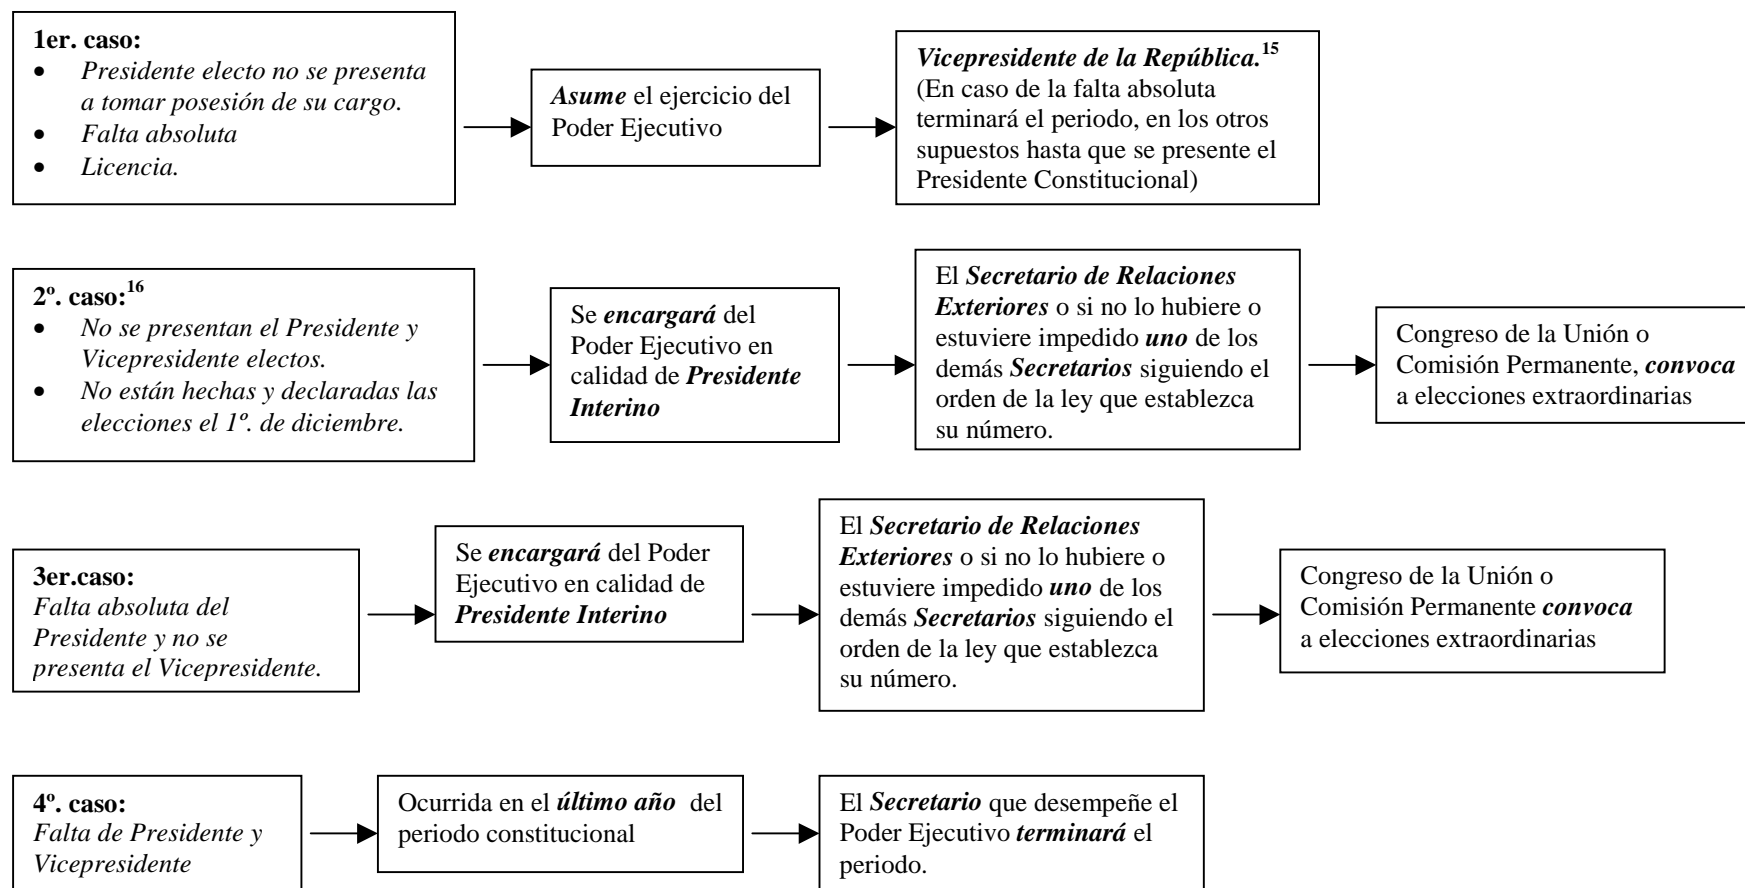 1er. caso:
• Presidente electo no se presenta
a tomar posesión de su cargo.
• Falta absoluta
• Licencia.
Asume el ejercicio del
Poder Ejecutivo
Vicepresidente de la República.15
(En caso de la falta absoluta
terminará el periodo, en los otros
supuestos hasta que se presente el
Presidente Constitucional)
2º. caso:16
• No se presentan el Presidente y
Vicepresidente electos.
• No están hechas y declaradas las
elecciones el 1º. de diciembre.
Se encargará del
Poder Ejecutivo en
calidad de Presidente
Interino
El Secretario de Relaciones
Exteriores o si no lo hubiere o
estuviere impedido uno de los
demás Secretarios siguiendo el
orden de la ley que establezca
su número.
Congreso de la Unión o
Comisión Permanente, convoca
a elecciones extraordinarias
3er.caso:
Falta absoluta del
Presidente y no se
presenta el Vicepresidente.
Se encargará del Poder
Ejecutivo en calidad de
Presidente Interino
El Secretario de Relaciones
Exteriores o si no lo hubiere o
estuviere impedido uno de los
demás Secretarios siguiendo el
orden de la ley que establezca
su número.
Congreso de la Unión o
Comisión Permanente convoca
a elecciones extraordinarias
4º. caso:
Falta de Presidente y
Vicepresidente
Ocurrida en el último año del
periodo constitucional
El Secretario que desempeñe el
Poder Ejecutivo terminará el
periodo.